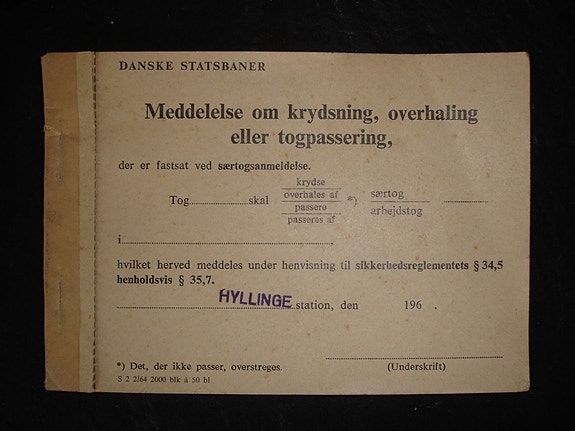 DANSKE STATSBANER
Meddelelse om krydsning, overhaling
eller togpassering,
der er fastsat ved særtogsanmeldelse.
krydse
overhales af
Tog.................... skal *) særtog ............
passere
arbejdstog
passeres af
i................................................................,
hvilket herved meddeles under henvisning til sikkerhedsreglementets § 34,5
henholdsvis § 35,7.
HYLLINGE station, den 196 .
*) Det, der ikke passer, overstreges.
(Underskrift)
S 2 2/64 2000 blk à 50 bl